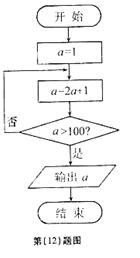 开 始
a=1
a-2a+1
a>100?
否
是
输出 a
结 束
第(12)题图